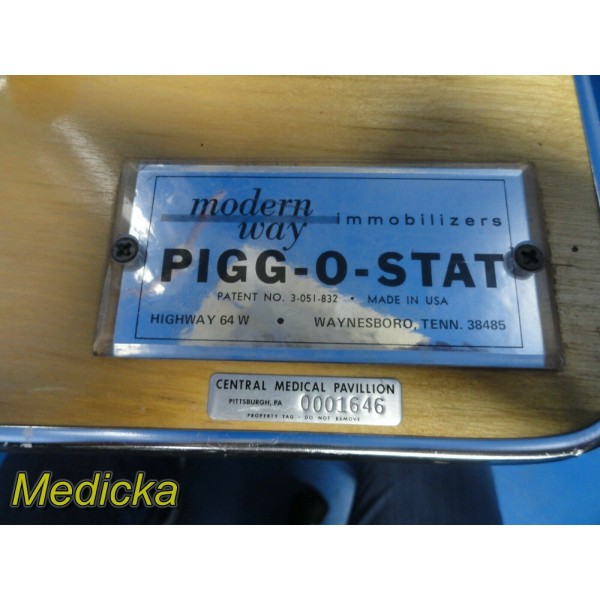 modern
way immobilizers
PIGG-O-STAT
PATENT NO. 3-051-832 • MADE IN USA
HIGHWAY 64 W • WAYNESBORO, TENN. 38485
CENTRAL MEDICAL PAVILLION
PITTSBURGH, PA 0001646
PROPERTY TAG - DO NOT REMOVE
Medicka